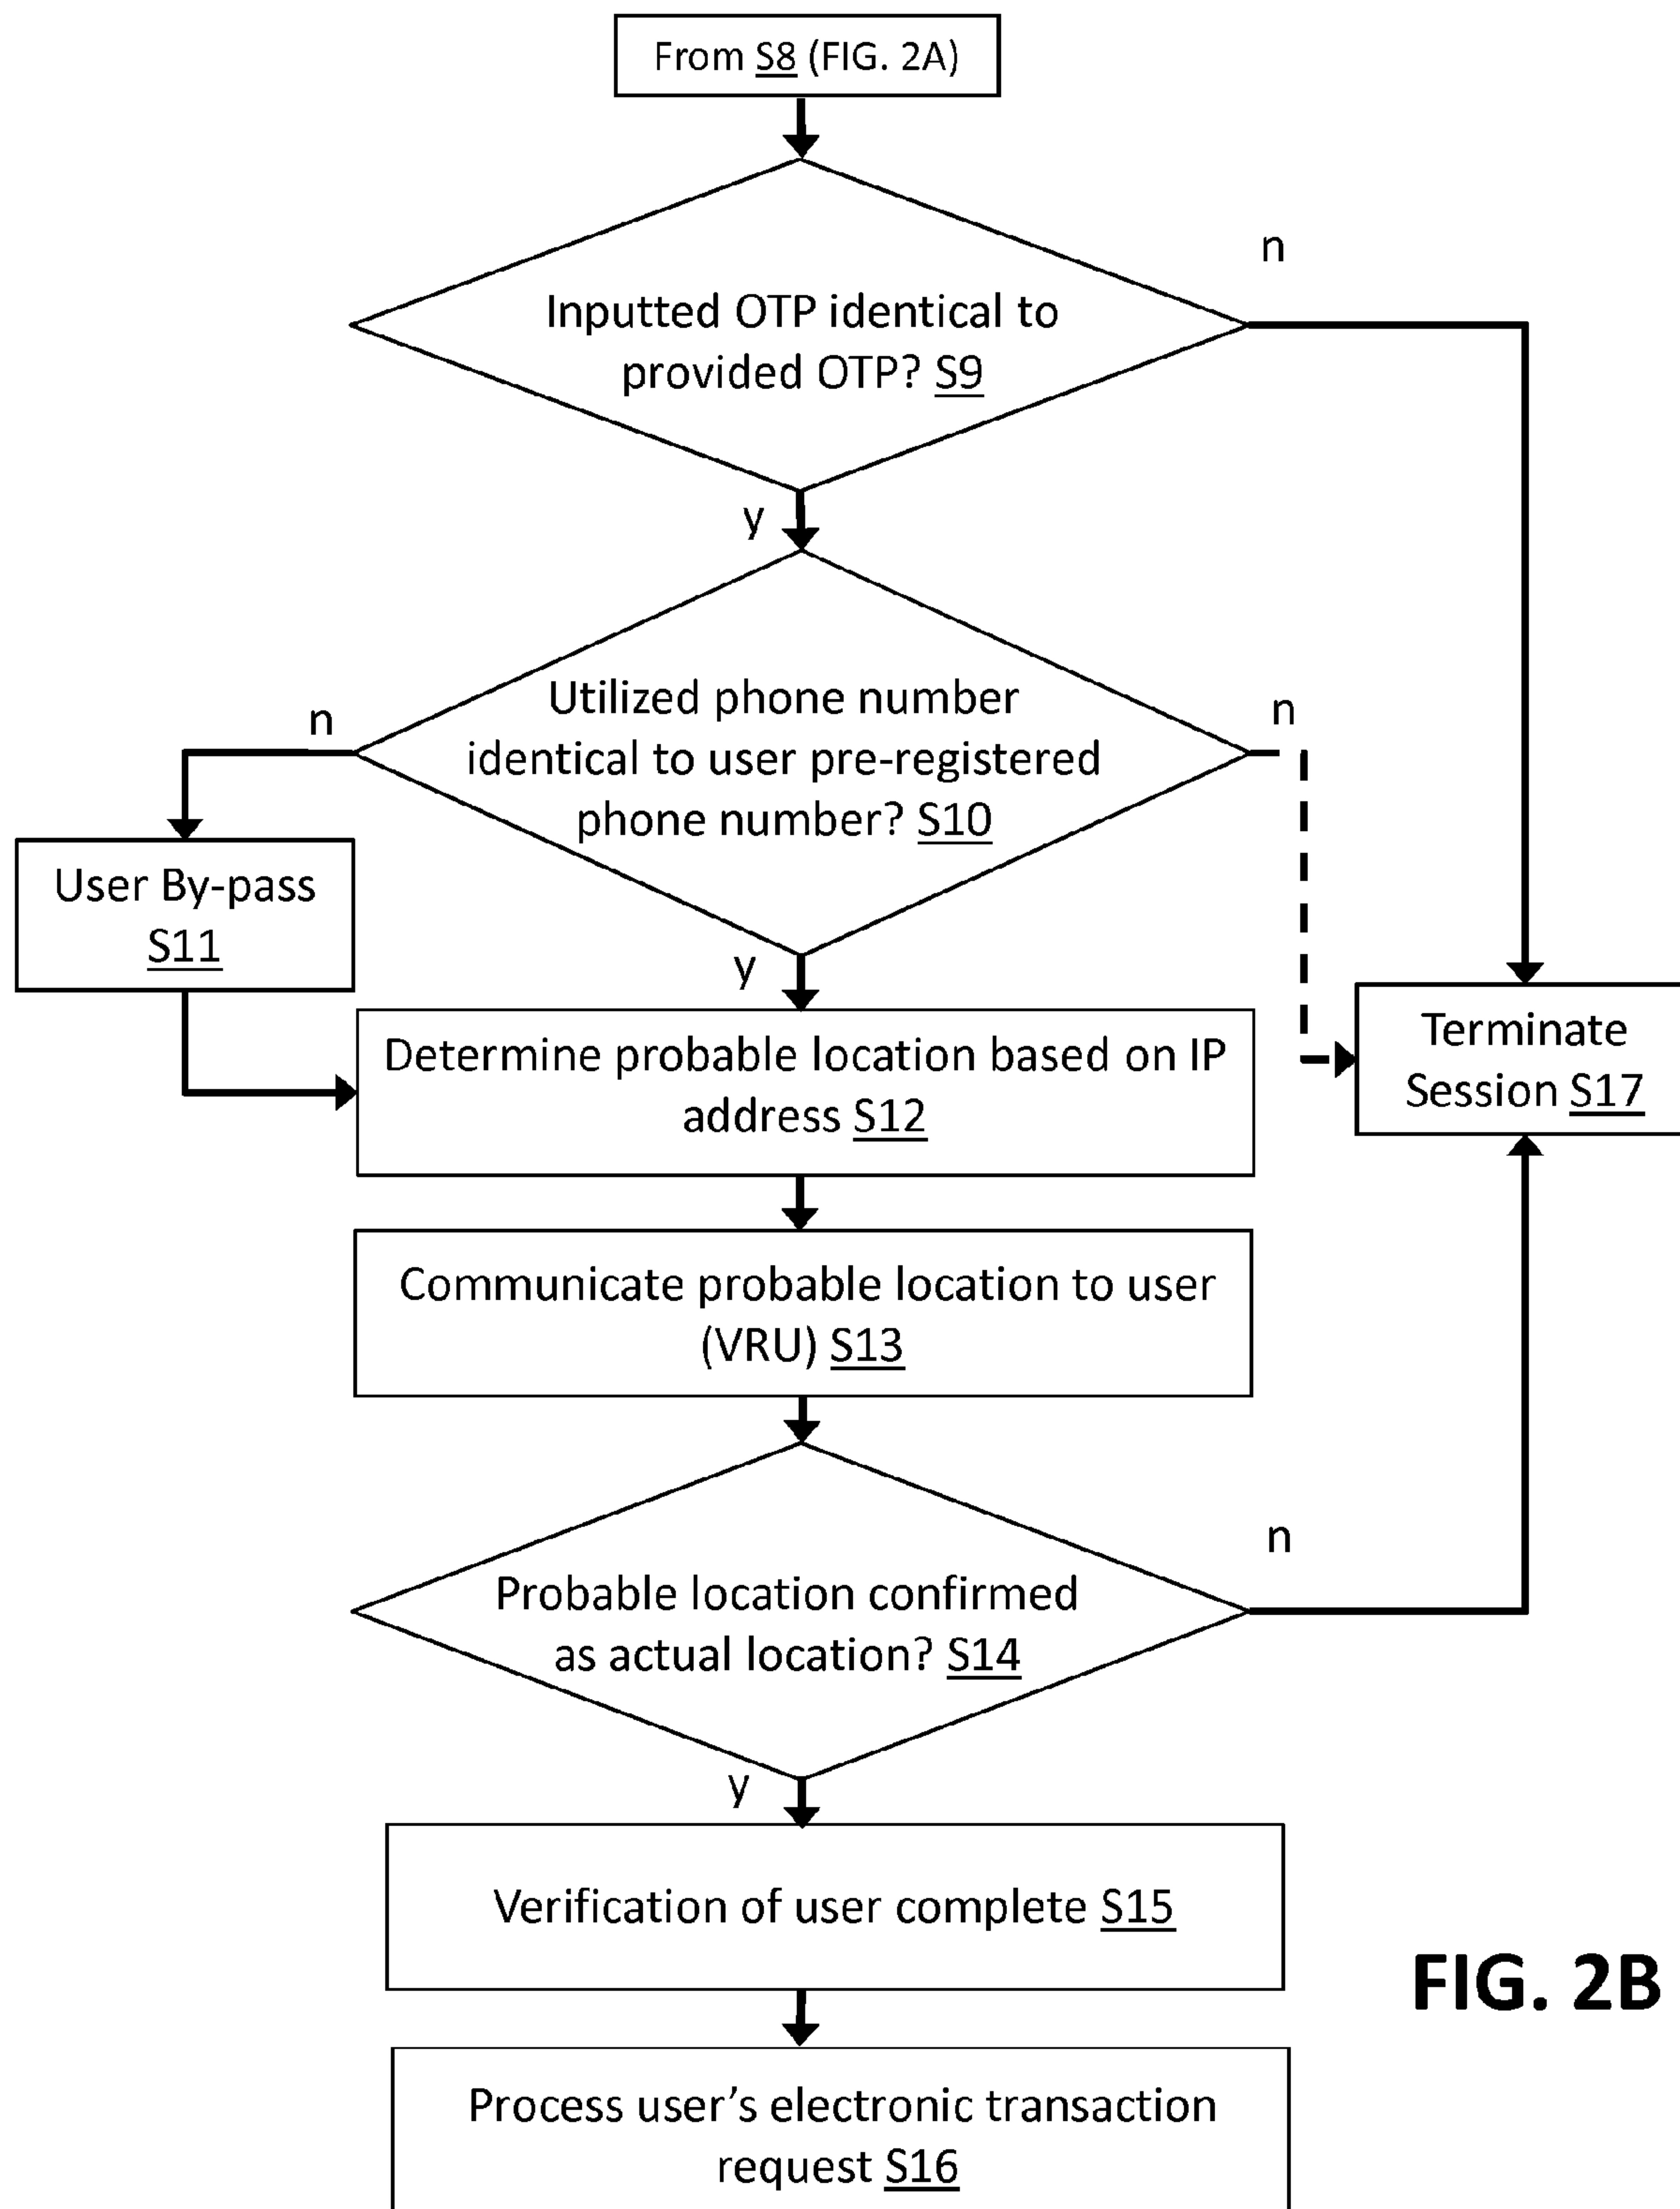 From S8 (FIG. 2A)
n
Inputted OTP identical to
provided OTP? S9
y
n
Utilized phone number
n
identical to user pre-registered
phone number? S10
User By-pass
S11
y
Determine probable location based on IP
address S12
Terminate
Session S17
Communicate probable location to user
(VRU) S13
n
Probable location confirmed
as actual location? S14
y
Verification of user complete S15
FIG. 2B
Process user's electronic transaction
request S16